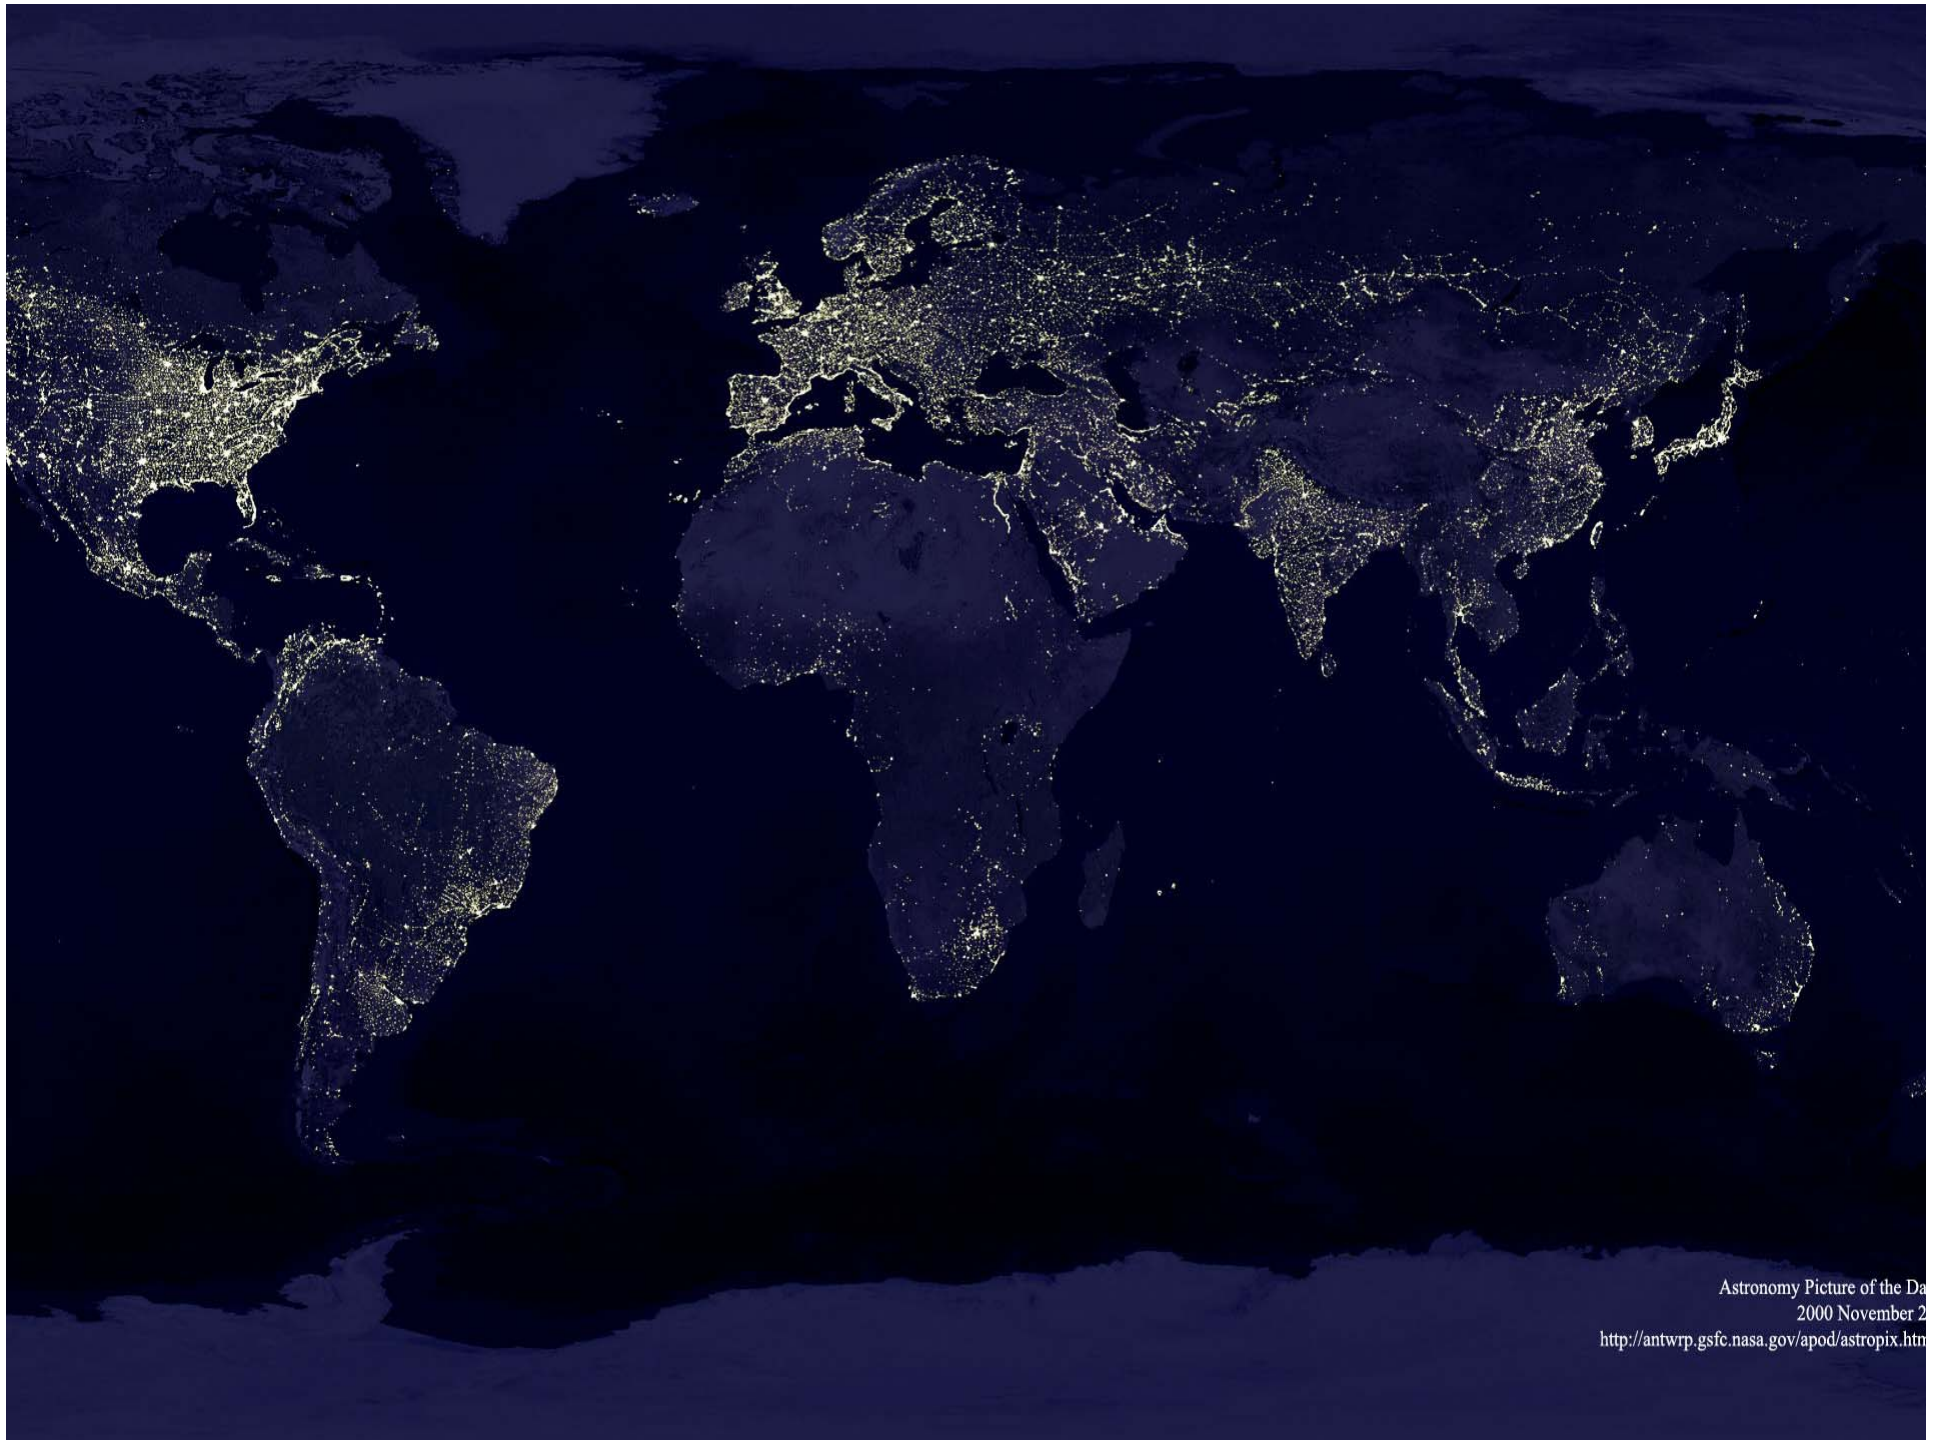 Astronomy Picture of the Da
2000 November 2
http://antwrp.gsfc.nasa.gov/apod/astropix.htm